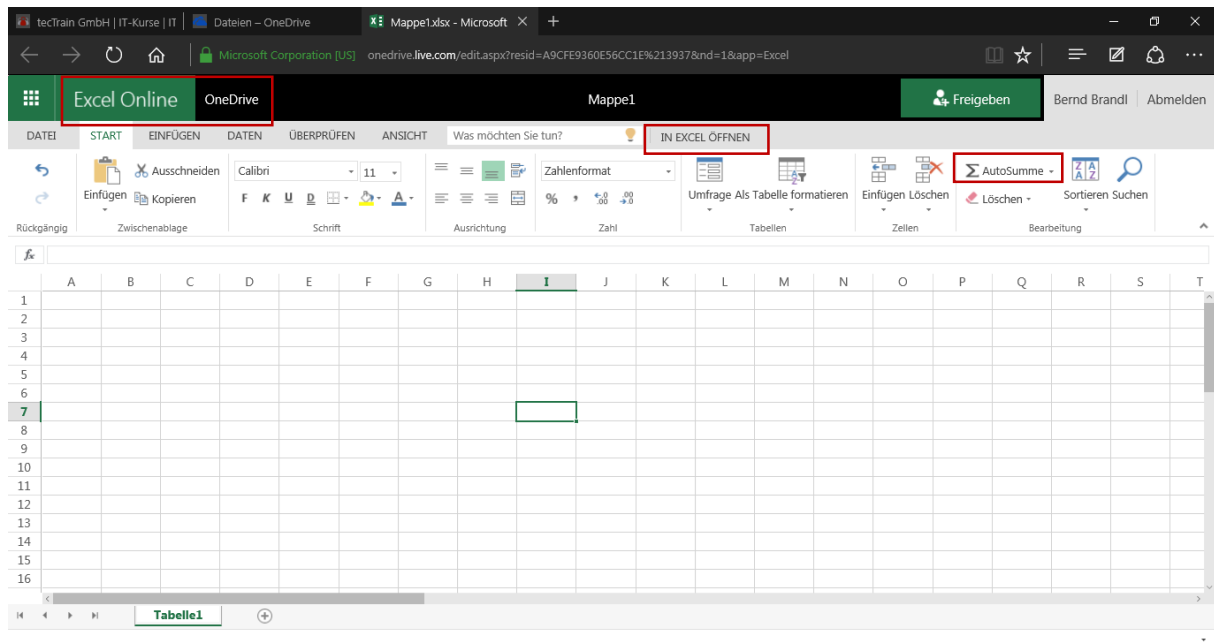 tecTrain GmbH | IT-Kurse | IT Dateien – OneDrive Mappe1.xlsx - Microsoft
Microsoft Corporation [US] onedrive.live.com/edit.aspx?resid=A9CFE9360E56CC1E%213937&nd=1&app=Excel
Excel Online OneDrive Mappe1 Freigeben Bernd Brandl Abmelden
DATEI START EINFÜGEN DATEN ÜBERPRÜFEN ANSICHT Was möchten Sie tun? IN EXCEL ÖFFNEN
Einfügen Ausschneiden Calibri 11 Zahlenformat Umfrage Als Tabelle formatieren Einfügen Löschen AutoSumme Sortieren Suchen
Kopieren F K U D A % , ,0 ,00 ,00 ,0 Löschen
Rückgängig Zwischenablage Schrift Ausrichtung Zahl Tabellen Zellen Bearbeitung
fx
A B C D E F G H I J K L M N O P Q R S T
1
2
3
4
5
6
7
8
9
10
11
12
13
14
15
16
Tabelle1